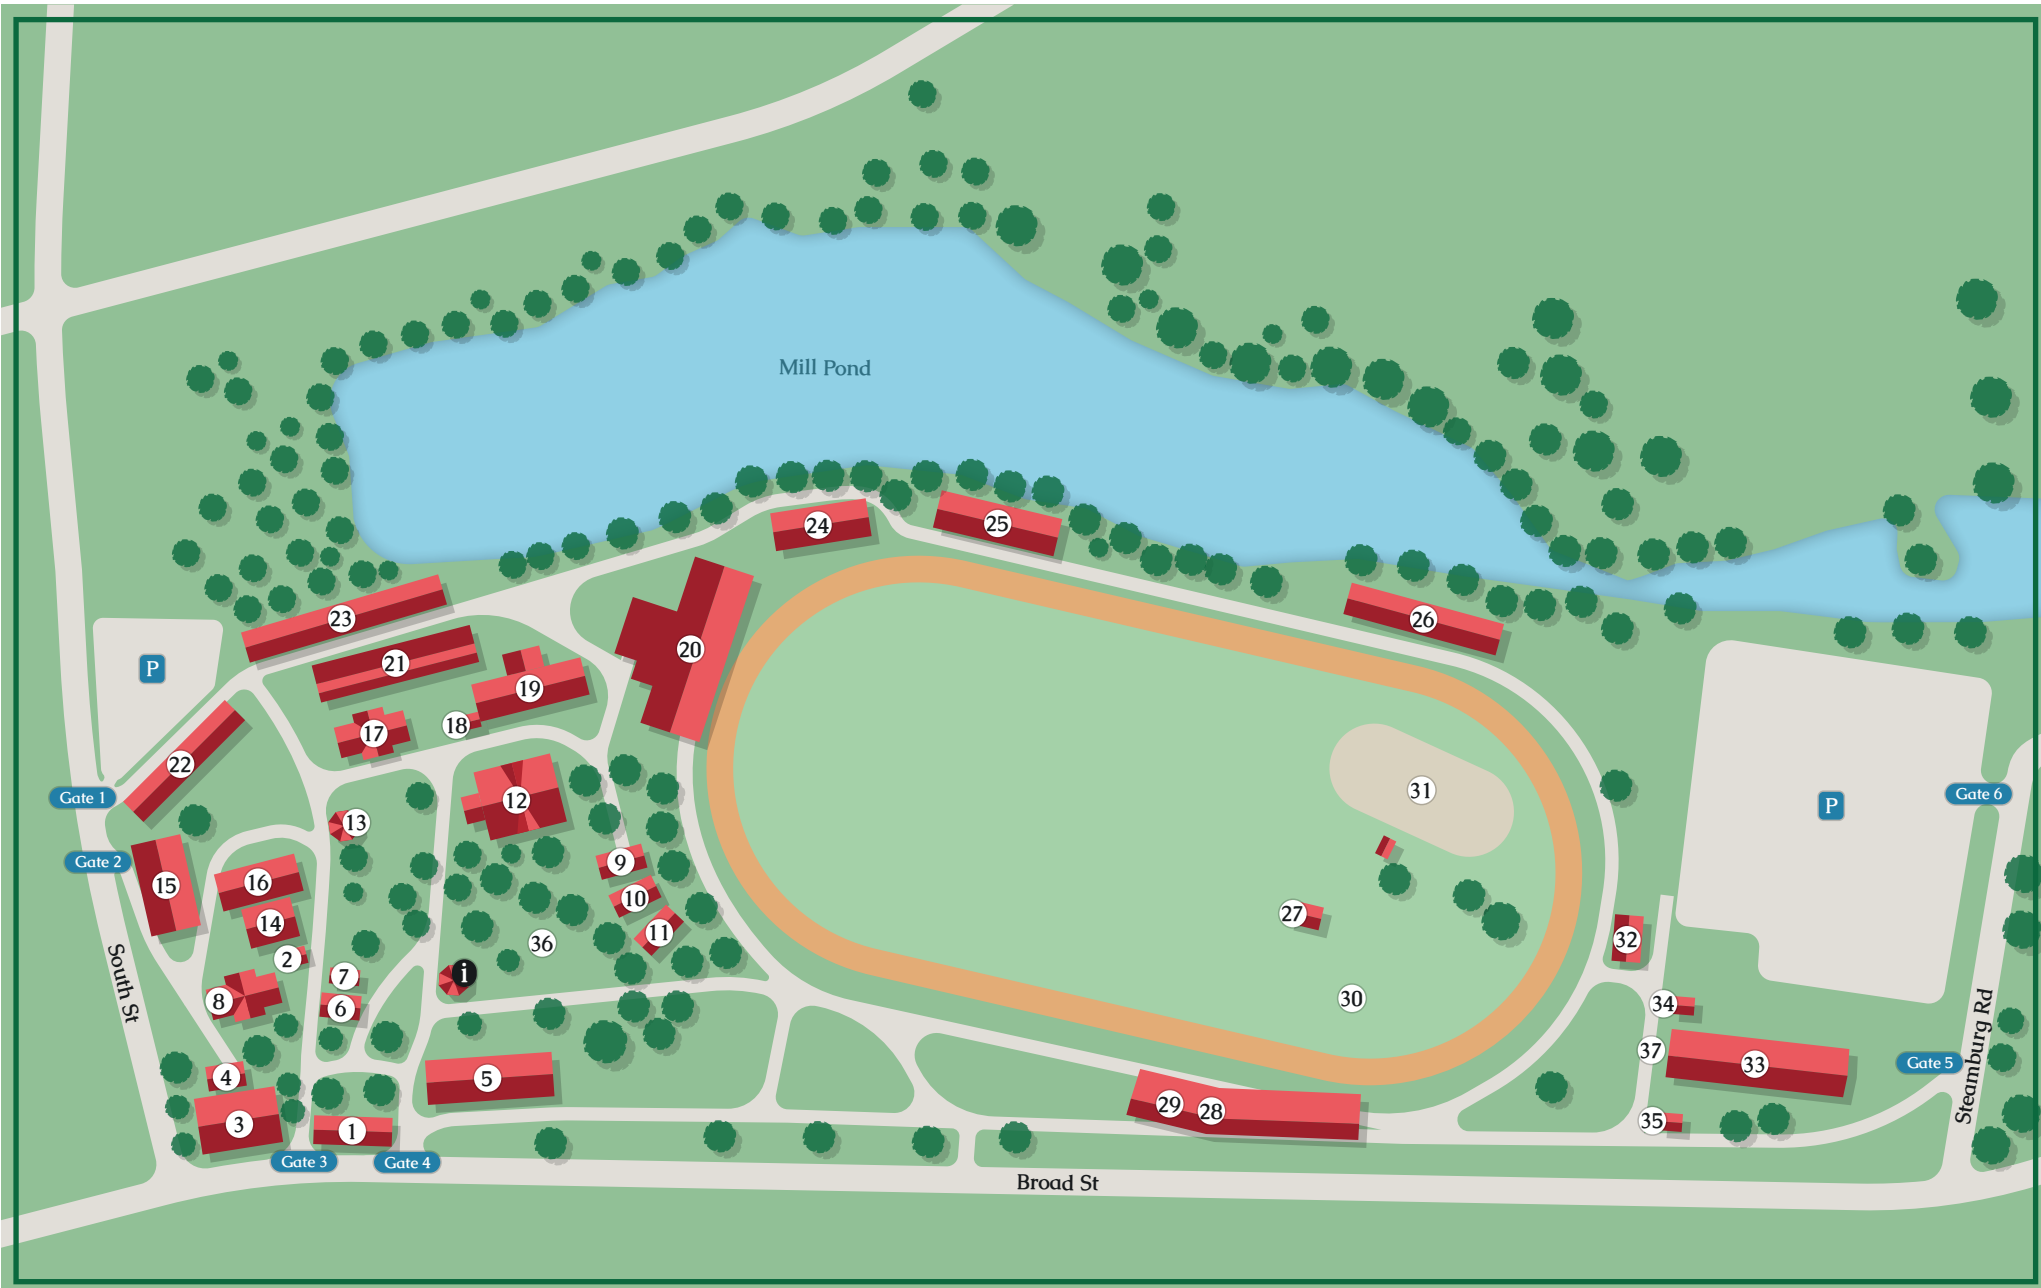 Mill Pond
24
25
23
26
20
21
P
19
18
17
22
31
Gate 1
12
Gate 6
P
13
Gate 2
9
15
16
10
27
14
11
32
36
2
i
7
8
6
30
34
South St
37
Gate 5
33
4
5
Steamburg Rd
29
28
3
1
35
Gate 3
Gate 4
Broad St